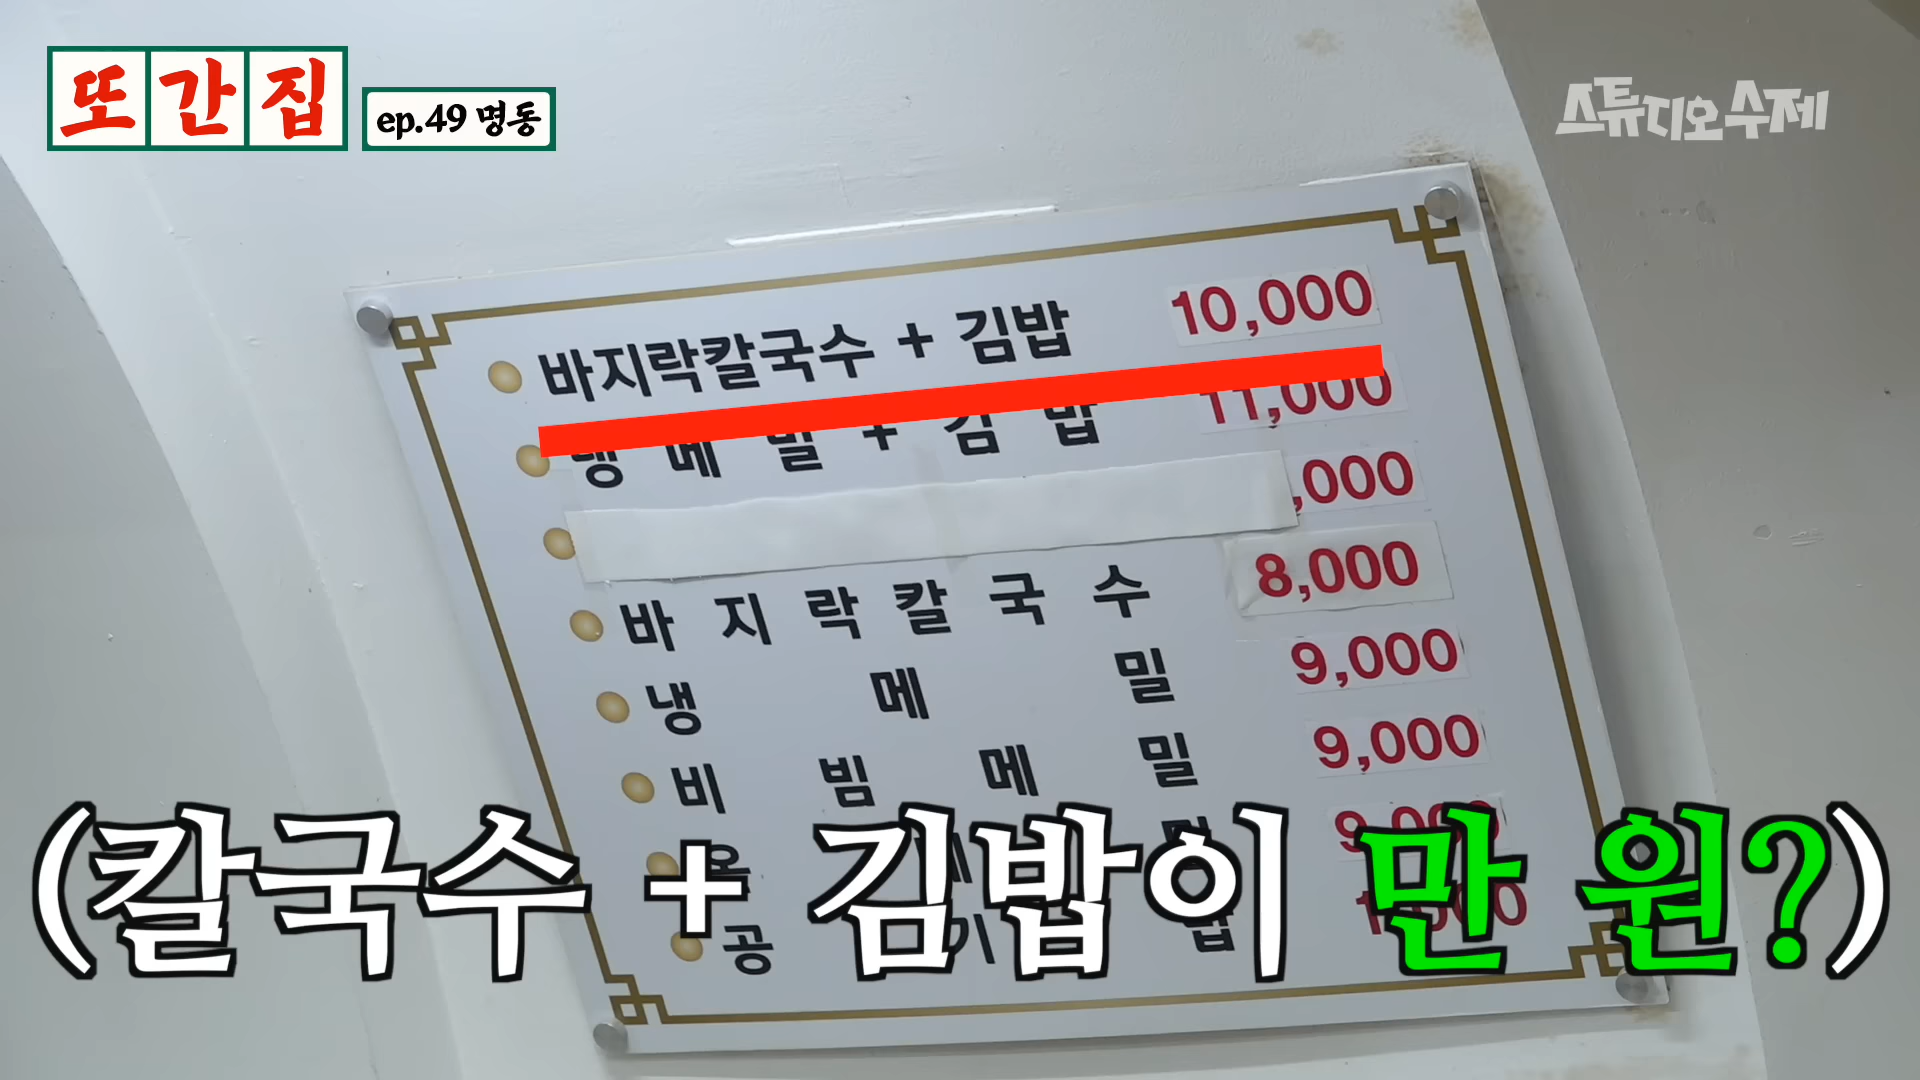 또간집
ep.49 명동
스튜디오 수제
바지락칼국수 + 김밥 10,000
냉메밀 + 김밥 11,000
,000
바지락칼국수 8,000
냉메밀 9,000
비빔메밀 9,000
9,000
공
(칼국수 + 김밥이 만 원?)